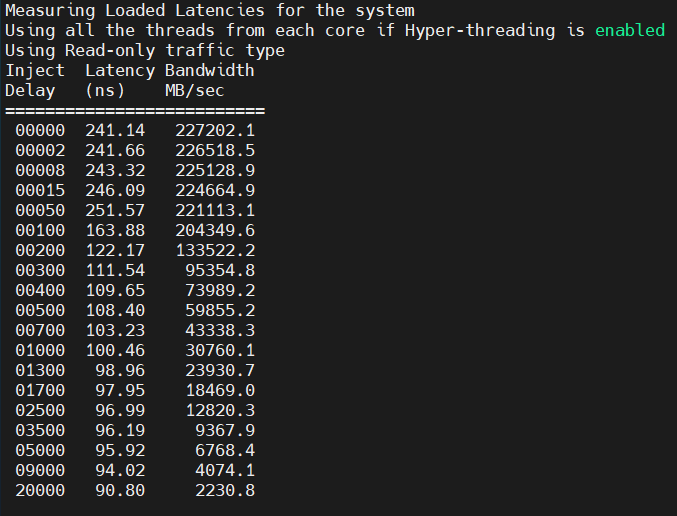 Measuring Loaded Latencies for the system
Using all the threads from each core if Hyper-threading is enabled
Using Read-only traffic type
Inject  Latency Bandwidth
Delay   (ns)    MB/sec
==========================
 00000  241.14   227202.1
 00002  241.66   226518.5
 00008  243.32   225128.9
 00015  246.09   224664.9
 00050  251.57   221113.1
 00100  163.88   204349.6
 00200  122.17   133522.2
 00300  111.54    95354.8
 00400  109.65    73989.2
 00500  108.40    59855.2
 00700  103.23    43338.3
 01000  100.46    30760.1
 01300   98.96    23930.7
 01700   97.95    18469.0
 02500   96.99    12820.3
 03500   96.19     9367.9
 05000   95.92     6768.4
 09000   94.02     4074.1
 20000   90.80     2230.8